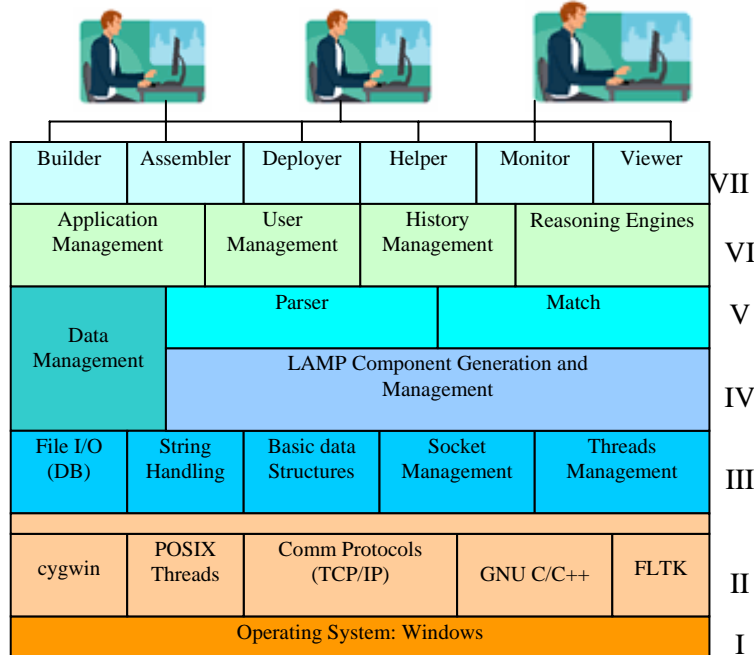 Builder
Assembler
Deployer
Helper
Monitor
Viewer
VII
Application
Management
User
Management
History
Management
Reasoning Engines
VI
Data
Management
Parser
Match
V
LAMP Component Generation and
Management
IV
File I/O
(DB)
String
Handling
Basic data
Structures
Socket
Management
Threads
Management
III
cygwin
POSIX
Threads
Comm Protocols
(TCP/IP)
GNU C/C++
FLTK
II
Operating System: Windows
I